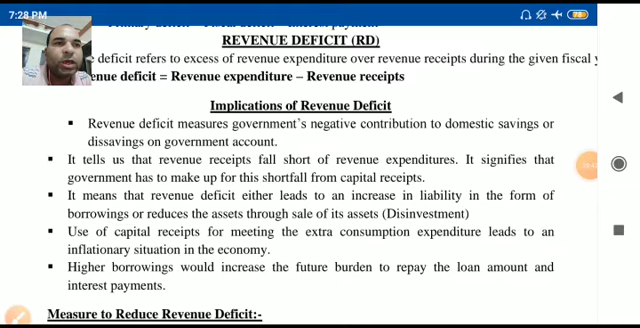 7:28 PM
78
Primary deficit = Fiscal deficit – Interest payment
REVENUE DEFICIT (RD)
e deficit refers to excess of revenue expenditure over revenue receipts during the given fiscal y
enue deficit = Revenue expenditure – Revenue receipts
Implications of Revenue Deficit
▪ Revenue deficit measures government's negative contribution to domestic savings or
dissavings on government account.
▪ It tells us that revenue receipts fall short of revenue expenditures. It signifies that
government has to make up for this shortfall from capital receipts.
▪ It means that revenue deficit either leads to an increase in liability in the form of
borrowings or reduces the assets through sale of its assets (Disinvestment)
▪ Use of capital receipts for meeting the extra consumption expenditure leads to an
inflationary situation in the economy.
▪ Higher borrowings would increase the future burden to repay the loan amount and
interest payments.
Measure to Reduce Revenue Deficit:-